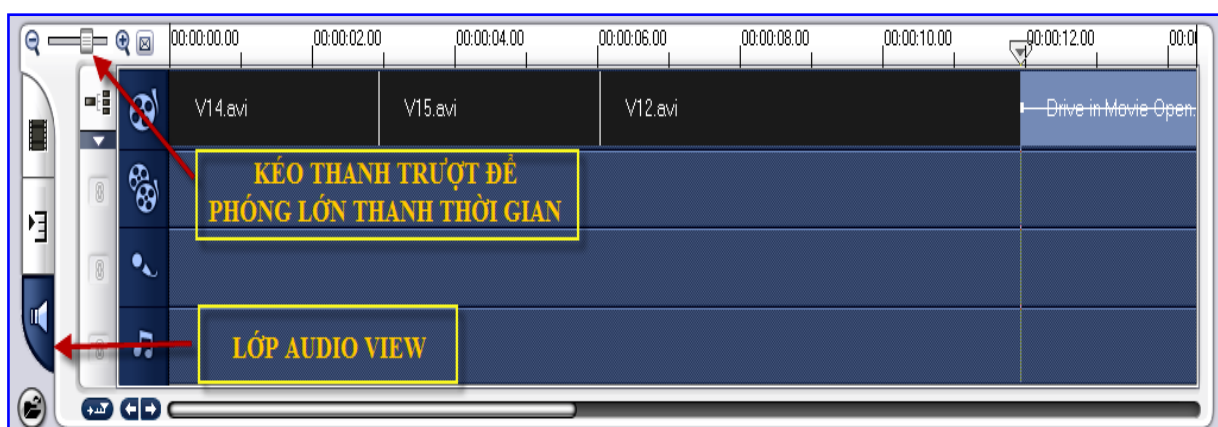 00:00:00.00 00:00:02.00 00:00:04.00 00:00:06.00 00:00:08.00 00:00:10.00 00:00:12.00 00:0
V14.avi V15.avi V12.avi Drive in Movie Open.
KÉO THANH TRƯỢT ĐỂ
PHÓNG LỚN THANH THỜI GIAN
LỚP AUDIO VIEW